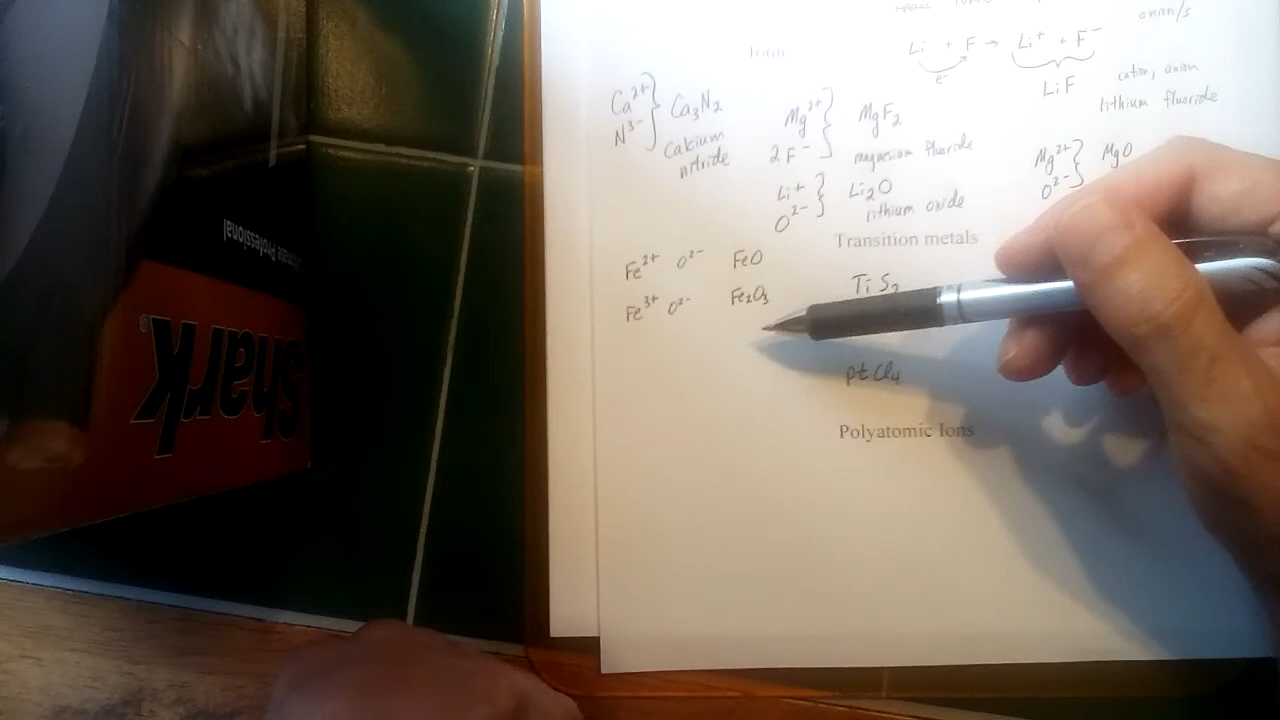 anion/s
Ionic
Li + F → Li⁺ + F⁻
e⁻
LiF
cation, anion
lithium fluoride
Ca²⁺
N³⁻
Ca₃N₂
Calcium
nitride
Mg²⁺
2 F⁻
MgF₂
magnesium fluoride
Mg²⁺
O²⁻
MgO
Li⁺
O²⁻
Li₂O
lithium oxide
Transition metals
Fe²⁺ O²⁻ FeO
Fe³⁺ O²⁻ Fe₂O₃
TiS₂
ptCl₄
Polyatomic Ions
Professional
Shark®